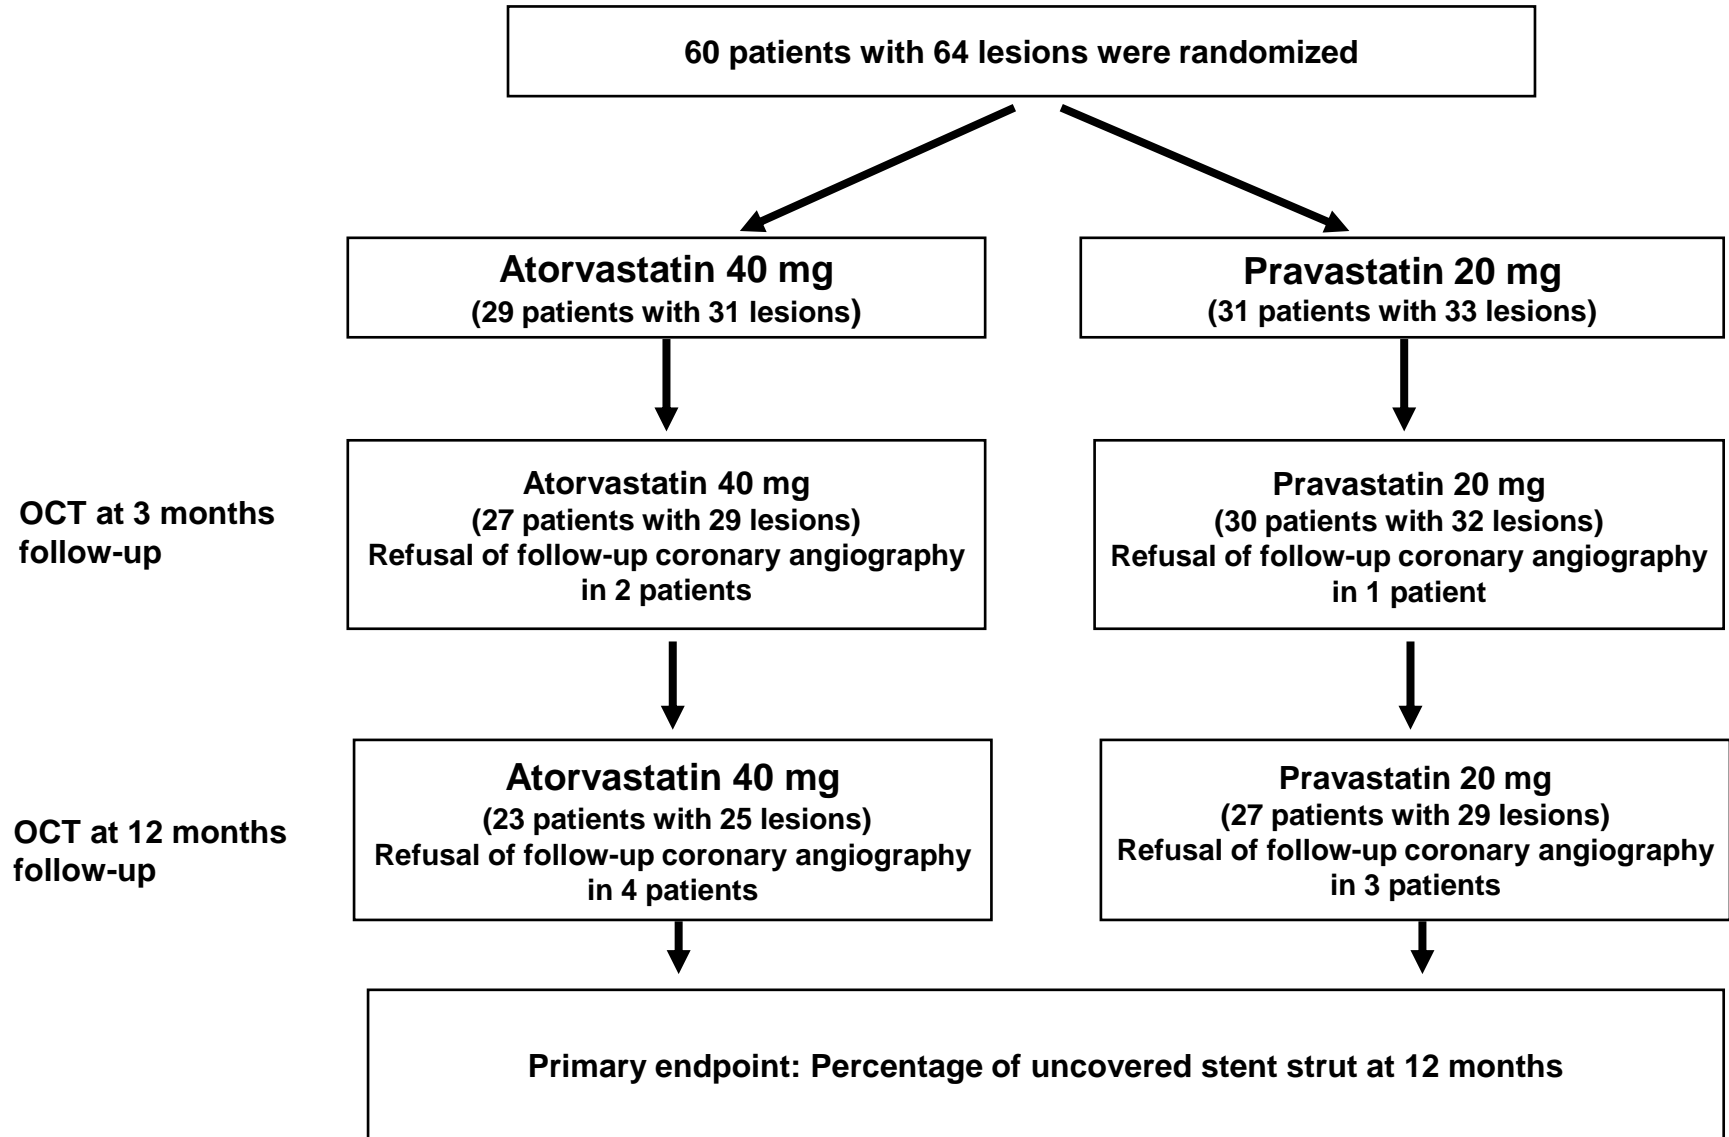 60 patients with 64 lesions were randomized
Atorvastatin 40 mg
(29 patients with 31 lesions)
Pravastatin 20 mg
(31 patients with 33 lesions)
OCT at 3 months
follow-up
Atorvastatin 40 mg
(27 patients with 29 lesions)
Refusal of follow-up coronary angiography
in 2 patients
Pravastatin 20 mg
(30 patients with 32 lesions)
Refusal of follow-up coronary angiography
in 1 patient
OCT at 12 months
follow-up
Atorvastatin 40 mg
(23 patients with 25 lesions)
Refusal of follow-up coronary angiography
in 4 patients
Pravastatin 20 mg
(27 patients with 29 lesions)
Refusal of follow-up coronary angiography
in 3 patients
Primary endpoint: Percentage of uncovered stent strut at 12 months